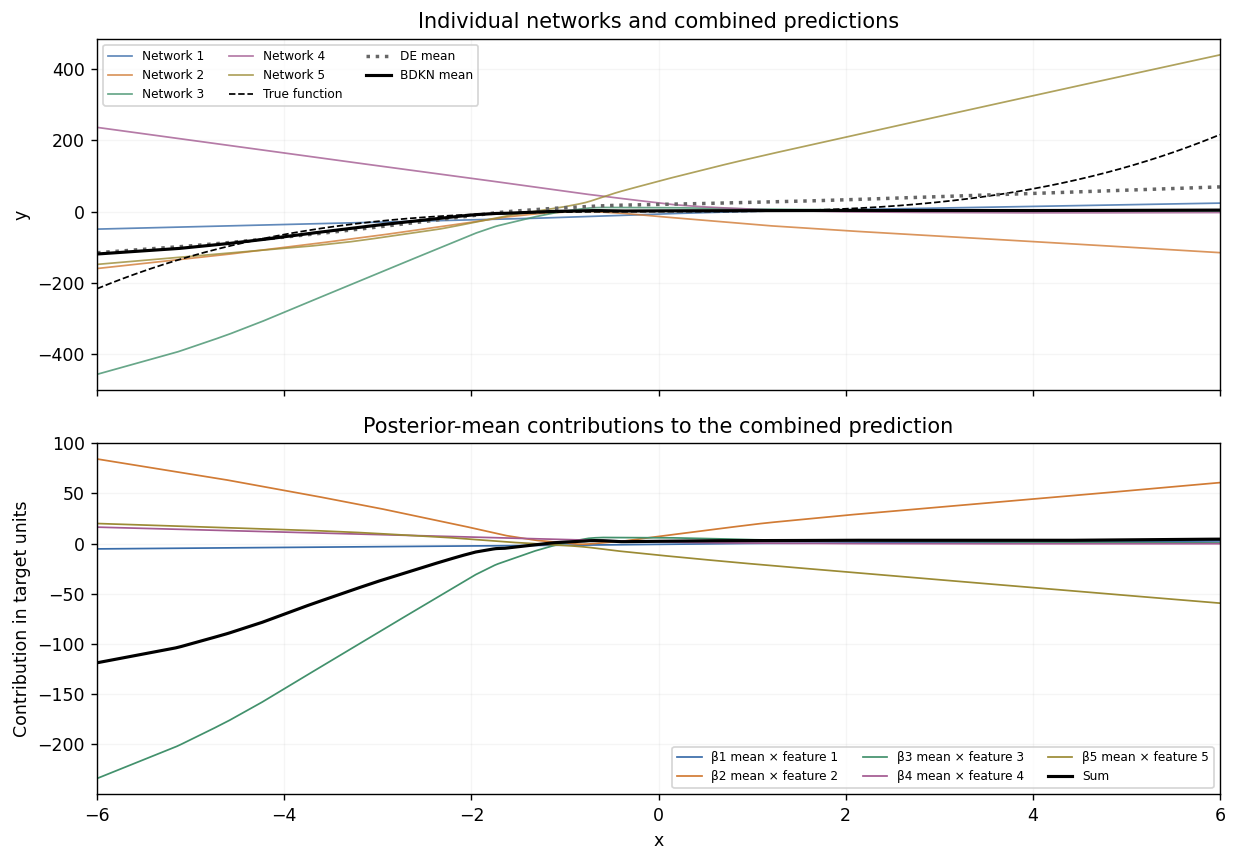 Individual networks and combined predictions
Network 1 Network 4 DE mean
Network 2 Network 5 BDKN mean
Network 3 True function
400
200
0
−200
−400
y
Posterior-mean contributions to the combined prediction
100
50
0
−50
−100
−150
−200
Contribution in target units
β1 mean × feature 1 β3 mean × feature 3 β5 mean × feature 5
β2 mean × feature 2 β4 mean × feature 4 Sum
−6 −4 −2 0 2 4 6
x